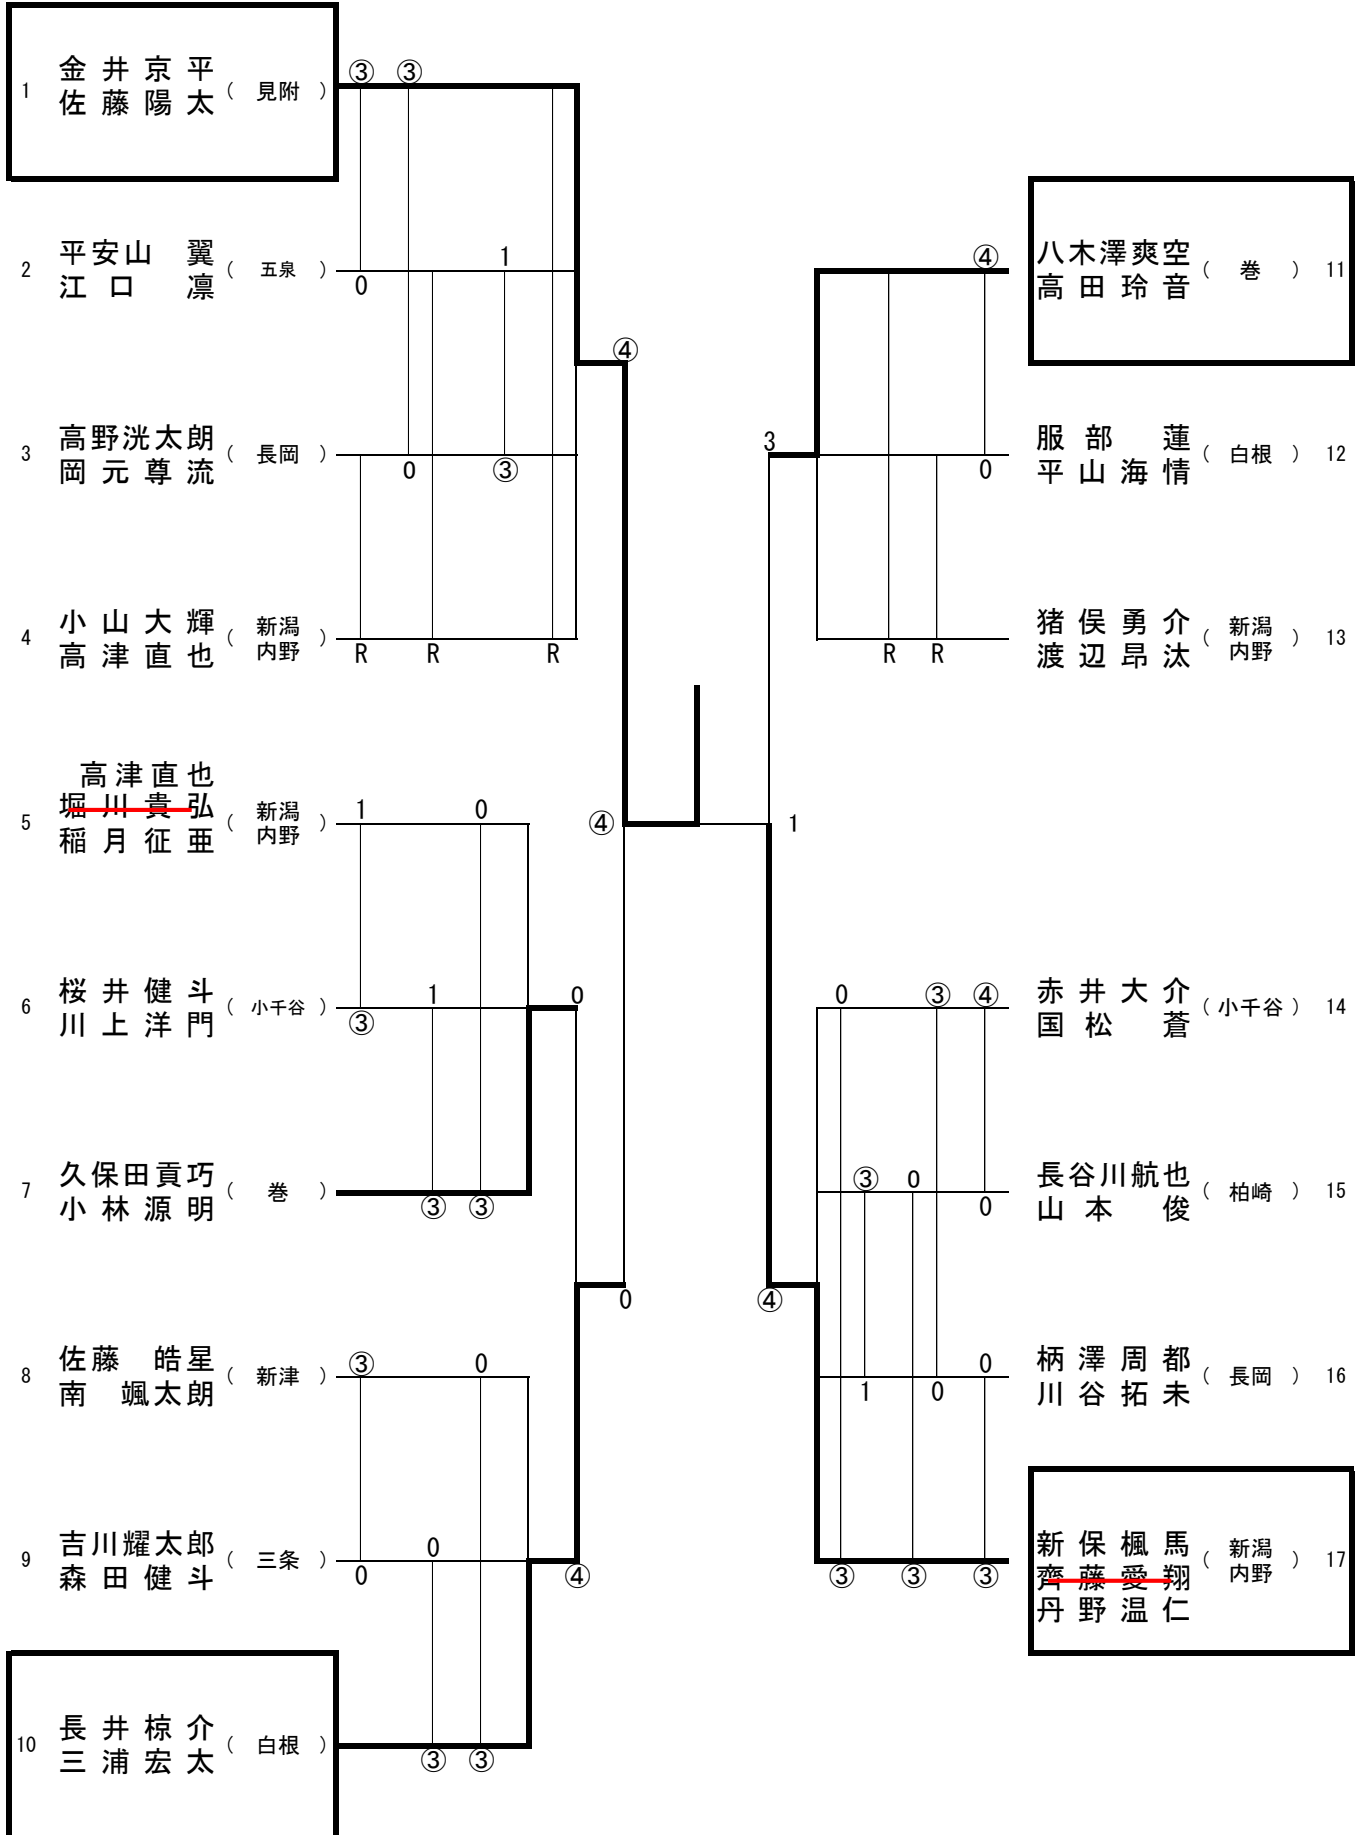 1 金井京平 佐藤陽太 ( 見附 ) ③ ③
2 平安山 翼 江口 凛 ( 五泉 ) 0 1
3 高野洸太朗 岡元尊流 ( 長岡 ) 0 ③
4 小山大輝 高津直也 ( 新潟内野 ) R R R
高津直也
5 堀川貴弘 稲月征亜 ( 新潟内野 ) 1 0
6 桜井健斗 川上洋門 ( 小千谷 ) ③ 1
7 久保田貢巧 小林源明 ( 巻 ) ③ ③
8 佐藤 皓星 南 颯太朗 ( 新津 ) ③ 0
9 吉川耀太郎 森田健斗 ( 三条 ) 0 0
10 長井椋介 三浦宏太 ( 白根 ) ③ ③
④
④
0
④
0
3
1
④
④ 八木澤爽空 高田玲音 ( 巻 ) 11
0 服部 蓮 平山海情 ( 白根 ) 12
R R 猪俣勇介 渡辺昂汰 ( 新潟内野 ) 13
0 ③ ④ 赤井大介 国松 蒼 ( 小千谷 ) 14
③ 0 0 長谷川航也 山本 俊 ( 柏崎 ) 15
1 0 0 柄澤周都 川谷拓未 ( 長岡 ) 16
③ ③ ③ 新保楓馬 齊藤愛翔 丹野温仁 ( 新潟内野 ) 17